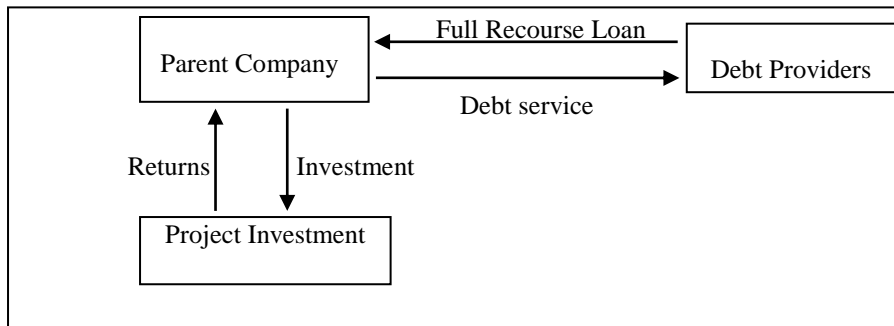 Full Recourse Loan
Parent Company
Debt Providers
Debt service
Returns
Investment
Project Investment